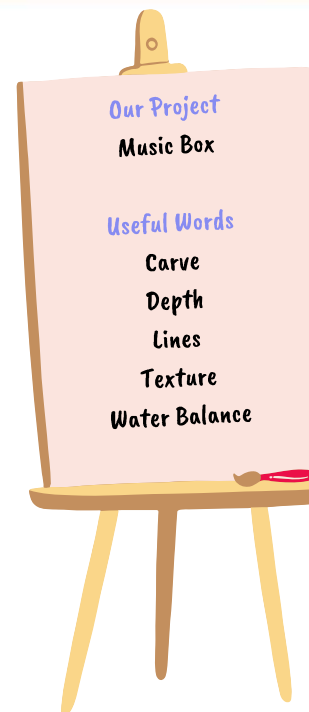 Our Project
Music Box
Useful Words
Carve
Depth
Lines
Texture
Water Balance